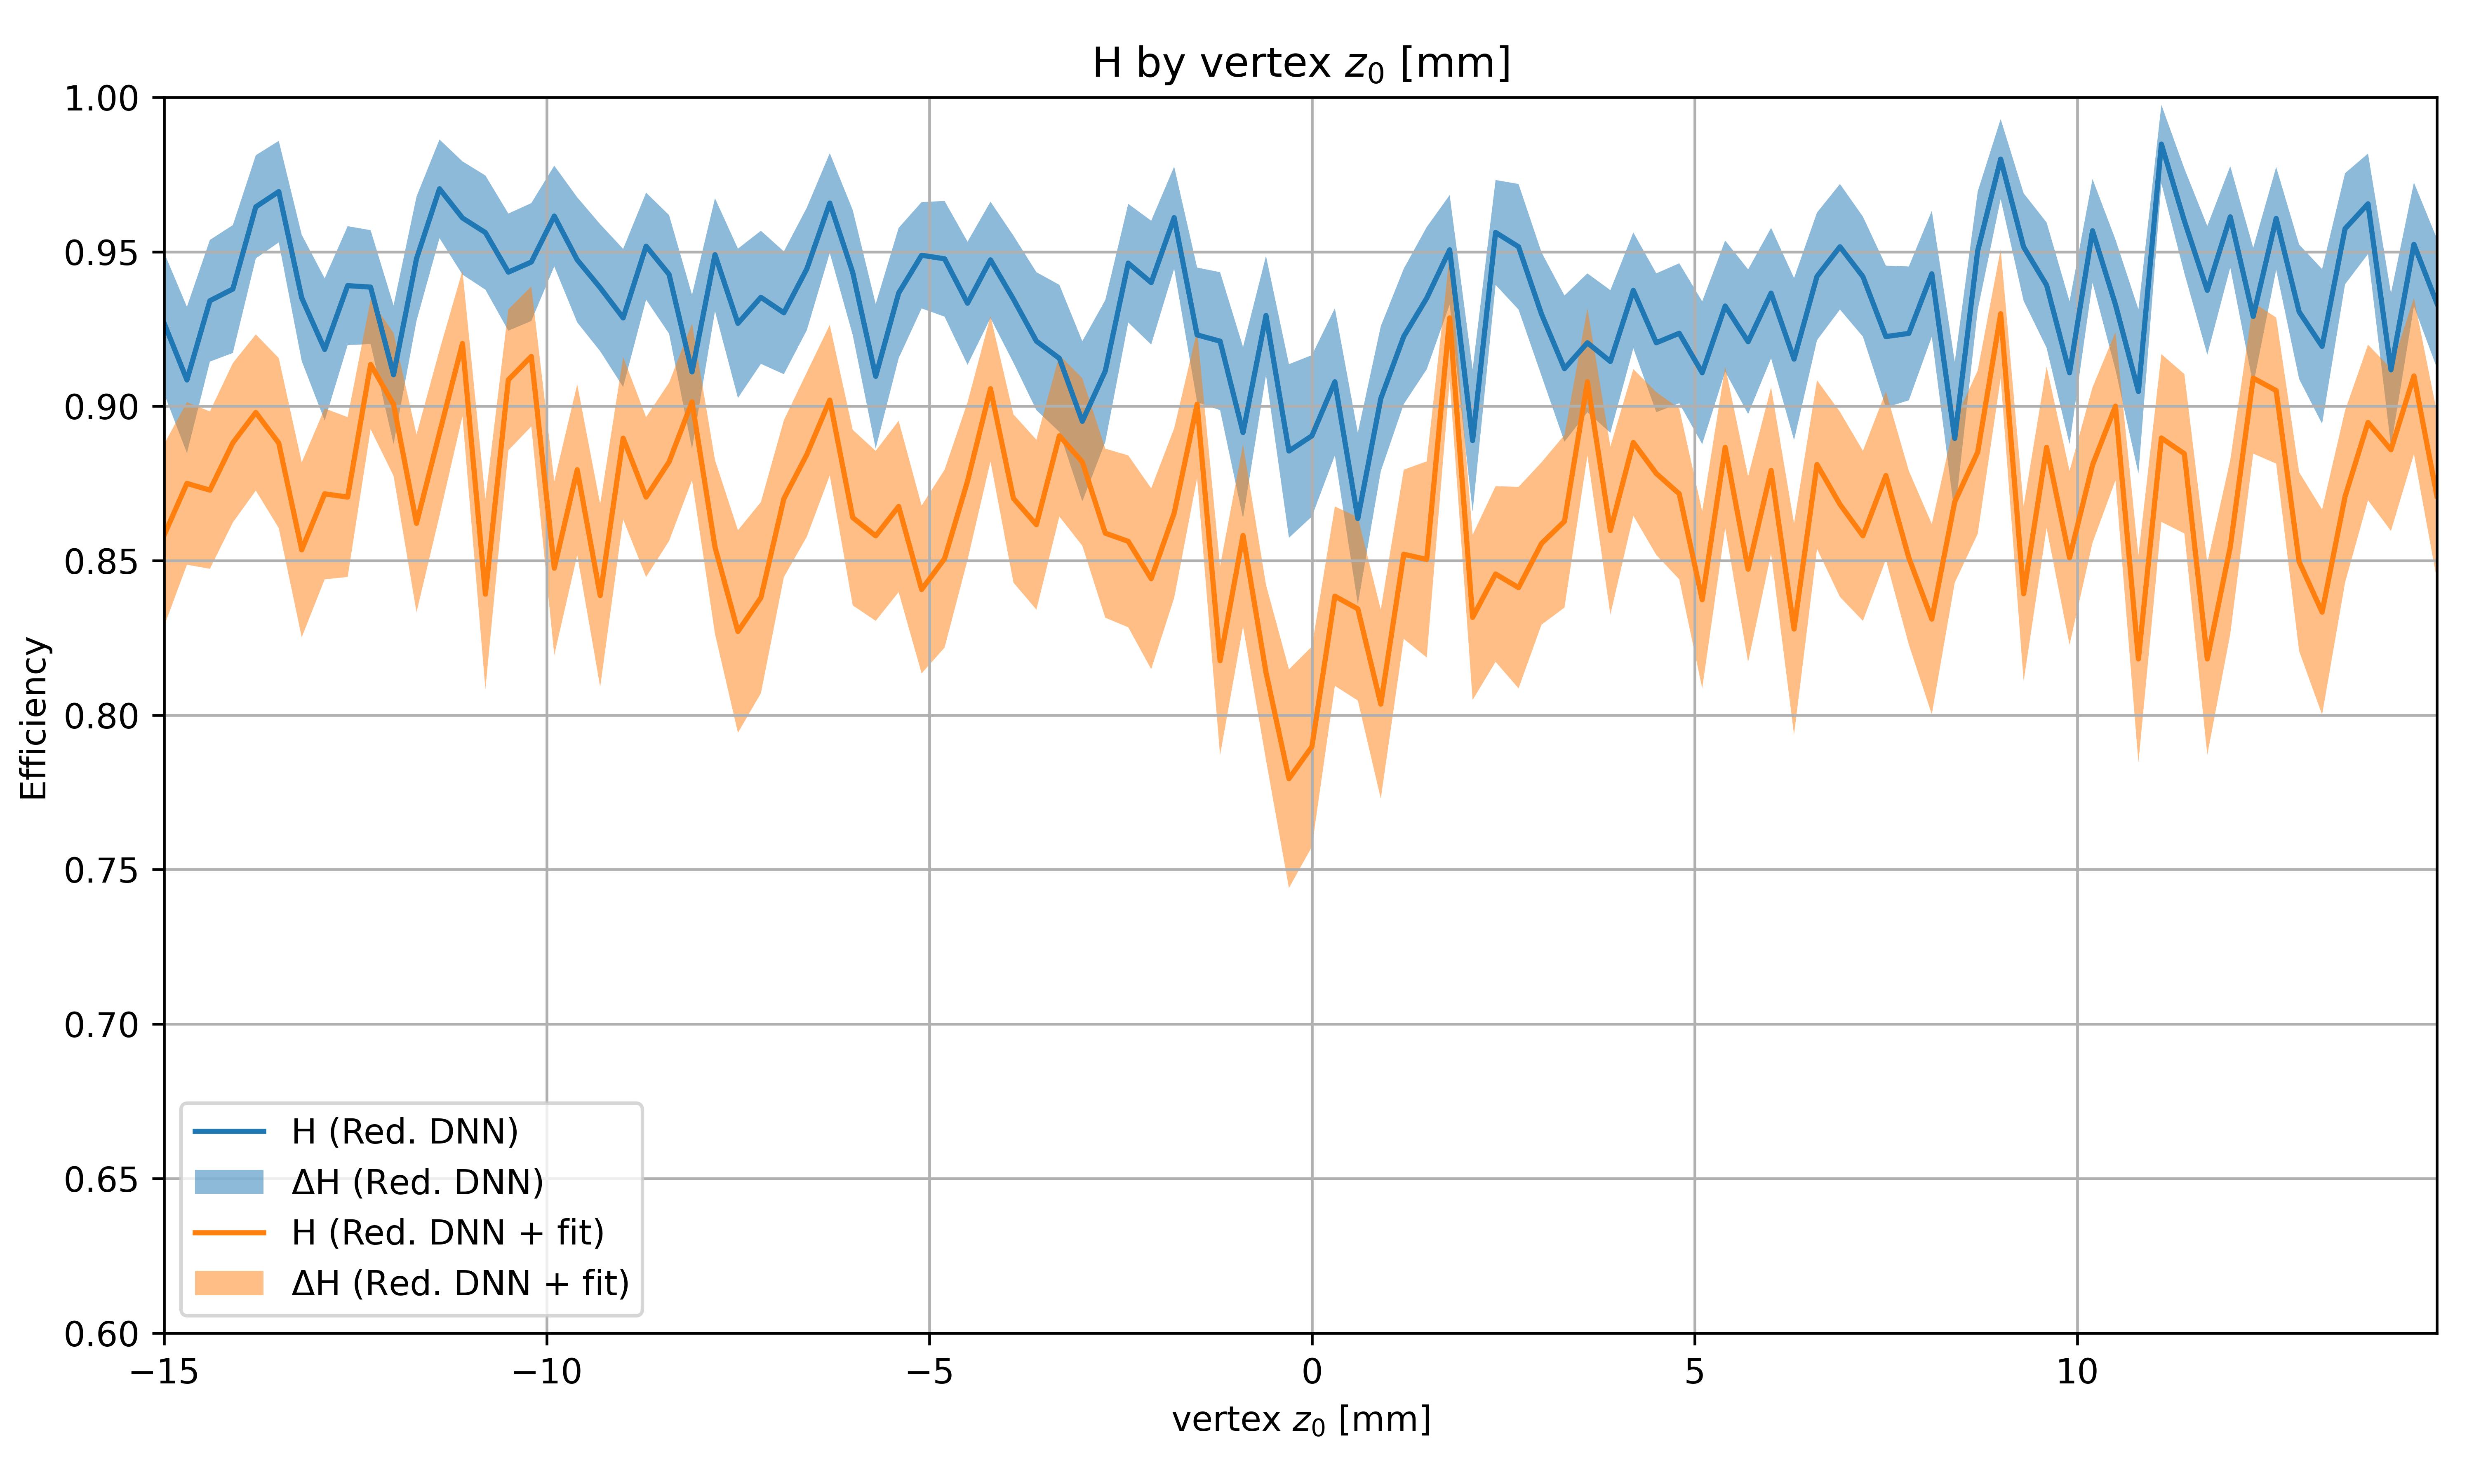 H by vertex z₀ [mm]
1.00
0.95
0.90
0.85
0.80
0.75
0.70
0.65
0.60
Efficiency
H (Red. DNN)
ΔH (Red. DNN)
H (Red. DNN + fit)
ΔH (Red. DNN + fit)
−15 −10 −5 0 5 10
vertex z₀ [mm]